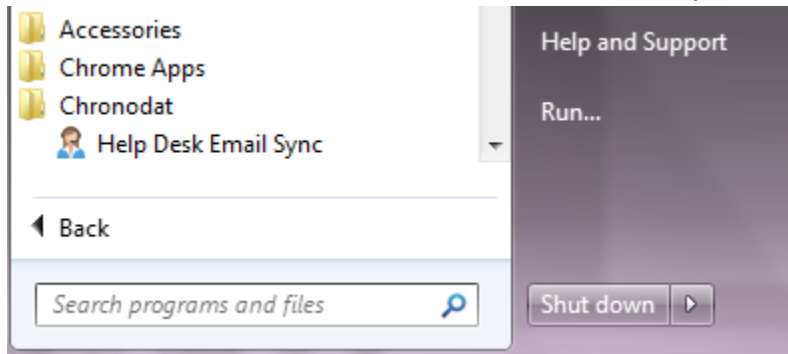 Accessories
Chrome Apps
Chronodat
Help Desk Email Sync
Back
Search programs and files
Help and Support
Run...
Shut down